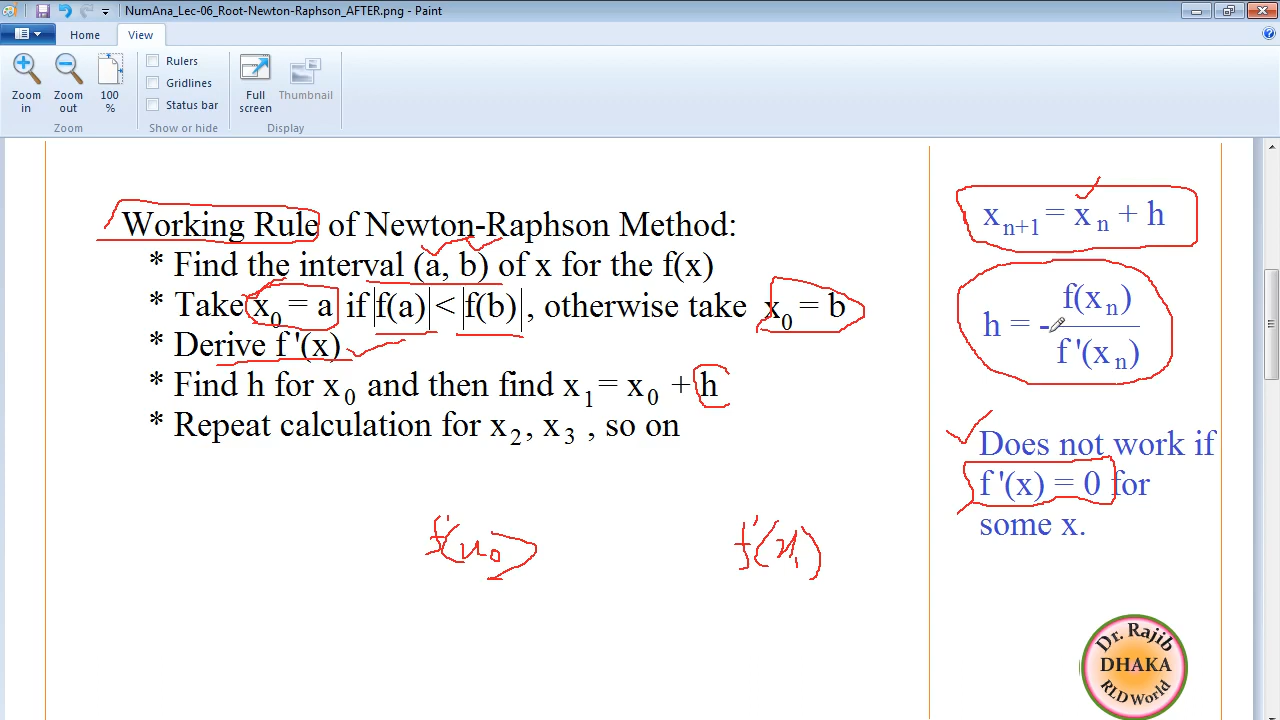 NumAna_Lec-06_Root-Newton-Raphson_AFTER.png - Paint
Home View
Zoom in
Zoom out
100 %
Zoom
Rulers
Gridlines
Status bar
Show or hide
Full screen
Thumbnail
Display
Working Rule of Newton-Raphson Method:
* Find the interval (a, b) of x for the f(x)
* Take x₀ = a if |f(a)| < |f(b)|, otherwise take x₀ = b
* Derive f '(x)
* Find h for x₀ and then find x₁ = x₀ + h
* Repeat calculation for x₂, x₃ , so on
f'(x₀) f'(x₁)
xₙ₊₁ = xₙ + h
h = - f(xₙ) / f '(xₙ)
Does not work if
f '(x) = 0 for
some x.
Dr. Rajib
DHAKA
RLD World